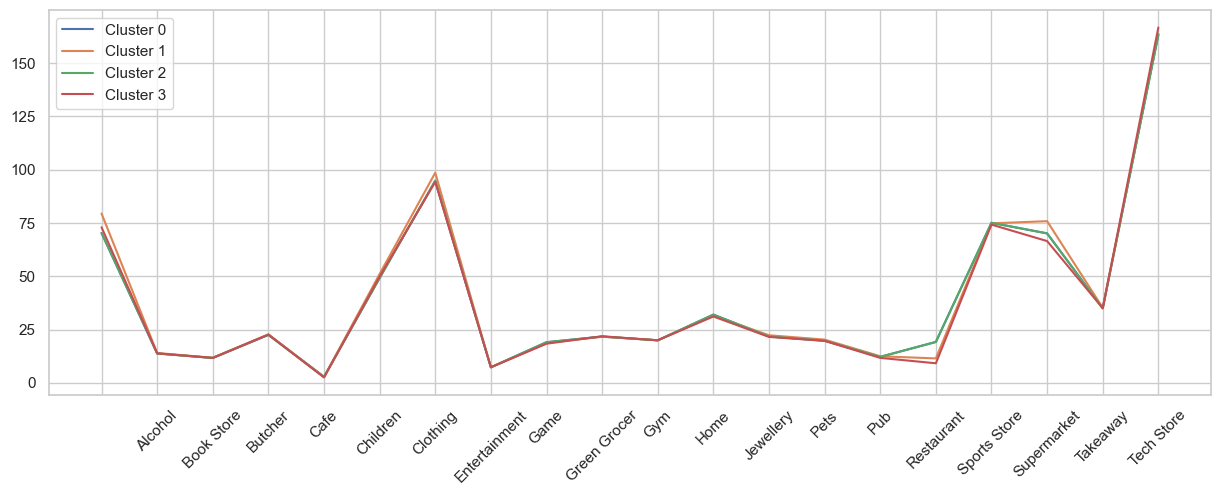 Cluster 0
Cluster 1
Cluster 2
Cluster 3
150
125
100
75
50
25
0
Alcohol
Book Store
Butcher
Cafe
Children
Clothing
Entertainment
Game
Green Grocer
Gym
Home
Jewellery
Pets
Pub
Restaurant
Sports Store
Supermarket
Takeaway
Tech Store